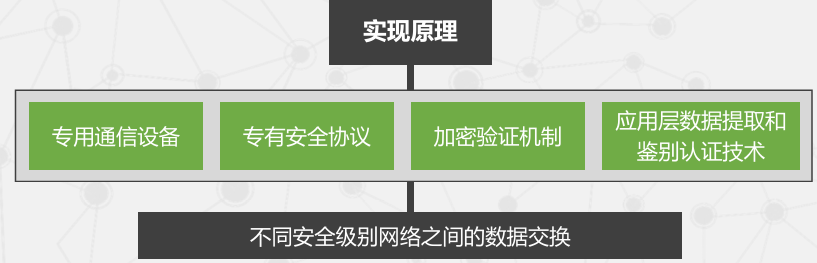 实现原理
专用通信设备
专有安全协议
加密验证机制
应用层数据提取和
鉴别认证技术
不同安全级别网络之间的数据交换